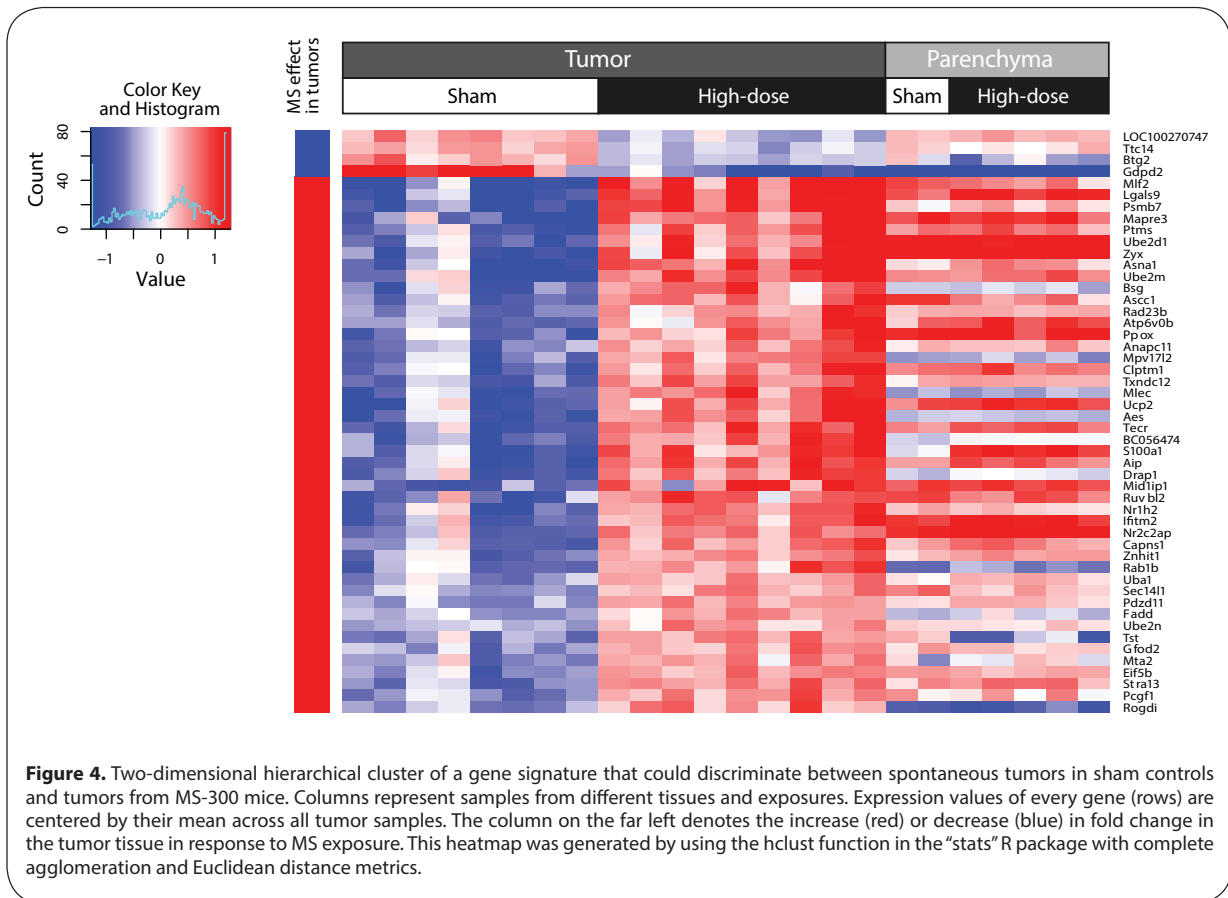 MS effect
in tumors
Tumor
Parenchyma
Sham
High-dose
Sham
High-dose
Color Key
and Histogram
Count
0
40
80
−1
0
1
Value
LOC100270747
Ttc14
Btg2
Gdpd2
Mlf2
Lgals9
Psmb7
Mapre3
Ptms
Ube2d1
Zyx
Asna1
Ube2m
Bsg
Ascc1
Rad23b
Atp6v0b
Ppox
Anapc11
Mpv17l2
Clptm1
Txndc12
Mlec
Ucp2
Aes
Tecr
BC056474
S100a1
Aip
Drap1
Mid1ip1
Ruvbl2
Nr1h2
Ifitm2
Nr2c2ap
Capns1
Znhit1
Rab1b
Uba1
Sec14l1
Pdzd11
Fadd
Ube2n
Tst
Gfod2
Mta2
Eif5b
Stra13
Pcgf1
Rogdi
Figure 4. Two-dimensional hierarchical cluster of a gene signature that could discriminate between spontaneous tumors in sham controls
and tumors from MS-300 mice. Columns represent samples from different tissues and exposures. Expression values of every gene (rows) are
centered by their mean across all tumor samples. The column on the far left denotes the increase (red) or decrease (blue) in fold change in
the tumor tissue in response to MS exposure. This heatmap was generated by using the hclust function in the “stats” R package with complete
agglomeration and Euclidean distance metrics.